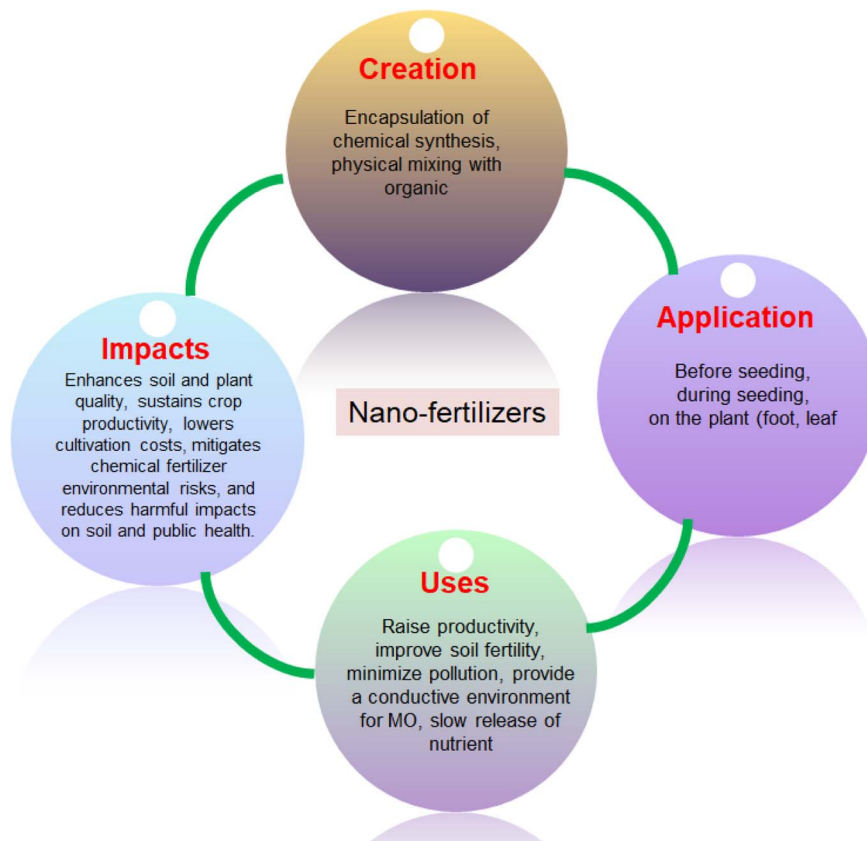 Creation
Encapsulation of
chemical synthesis,
physical mixing with
organic
Application
Before seeding,
during seeding,
on the plant (foot, leaf
Impacts
Enhances soil and plant
quality, sustains crop
productivity, lowers
cultivation costs, mitigates
chemical fertilizer
environmental risks, and
reduces harmful impacts
on soil and public health.
Nano-fertilizers
Uses
Raise productivity,
improve soil fertility,
minimize pollution, provide
a conductive environment
for MO, slow release of
nutrient